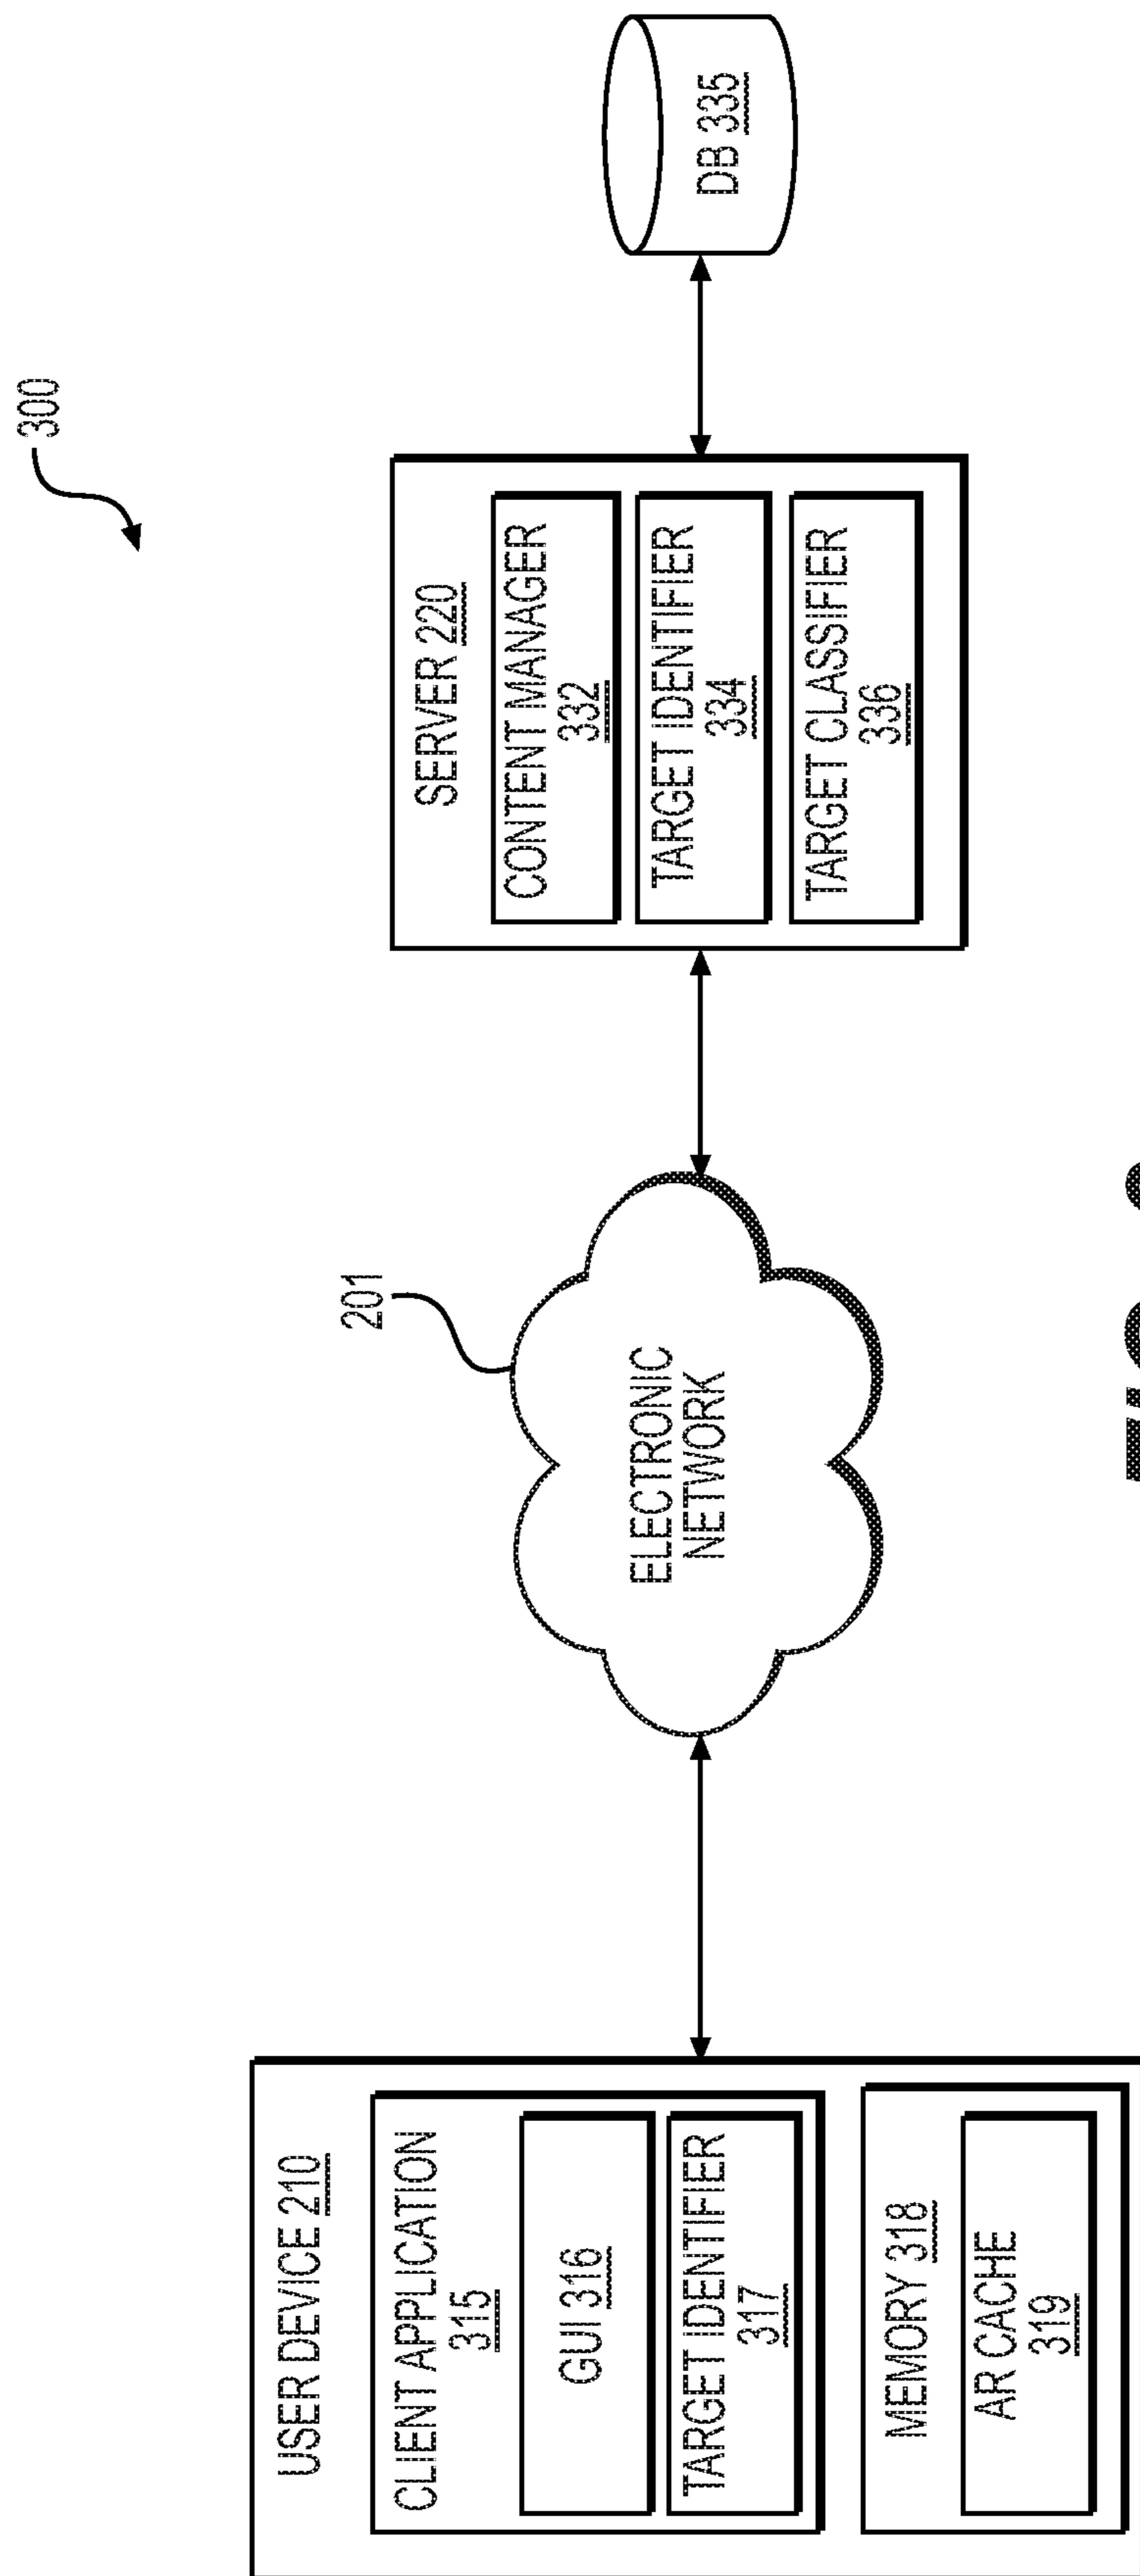 300
USER DEVICE 210
CLIENT APPLICATION
315
GUI 316
TARGET IDENTIFIER
317
MEMORY 318
AR CACHE
319
201
ELECTRONIC
NETWORK
SERVER 220
CONTENT MANAGER
332
TARGET IDENTIFIER
334
TARGET CLASSIFIER
336
DB 335